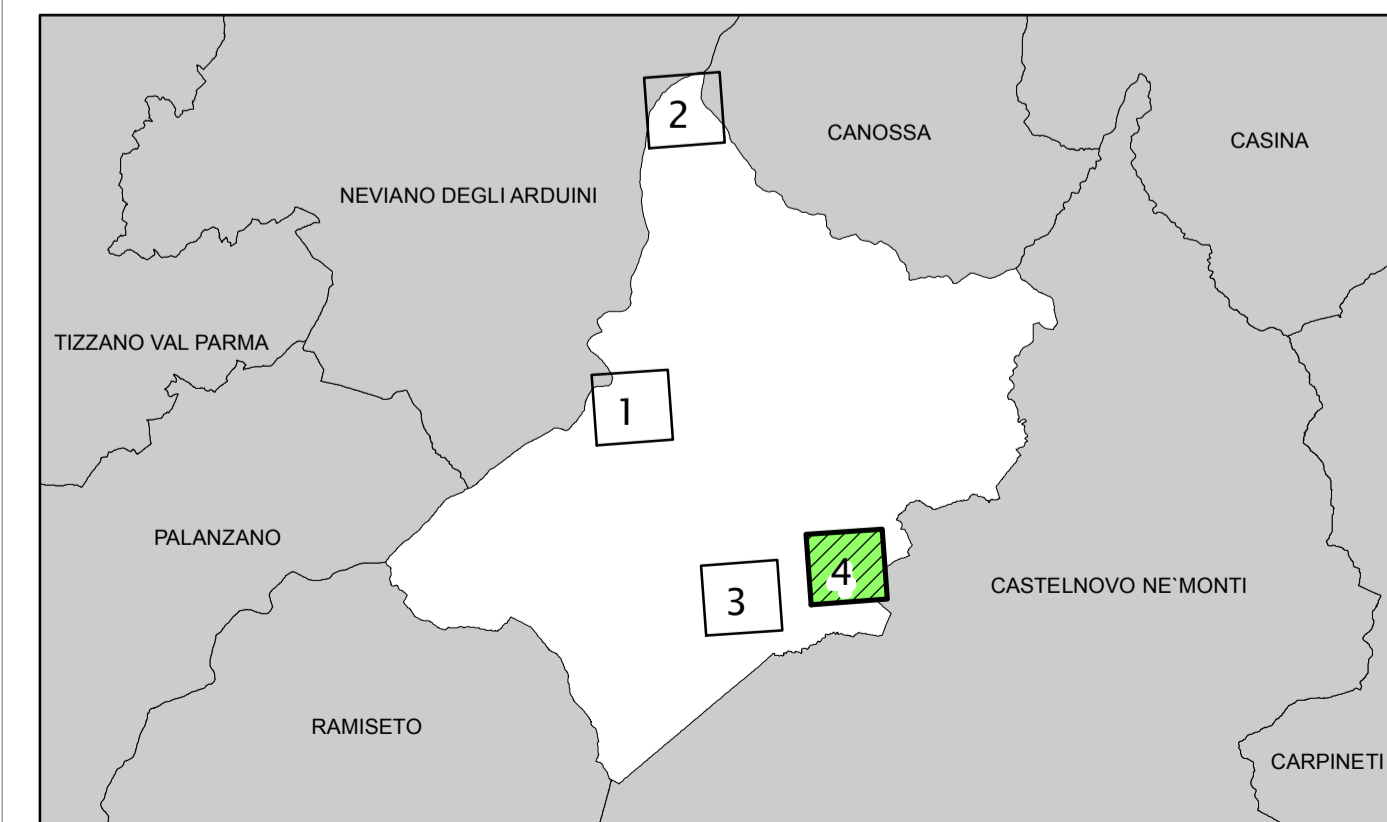 2
CANOSSA
CASINA
NEVIANO DEGLI ARDUINI
TIZZANO VAL PARMA
1
PALANZANO
4
CASTELNOVO NE`MONTI
3
RAMISETO
CARPINETI